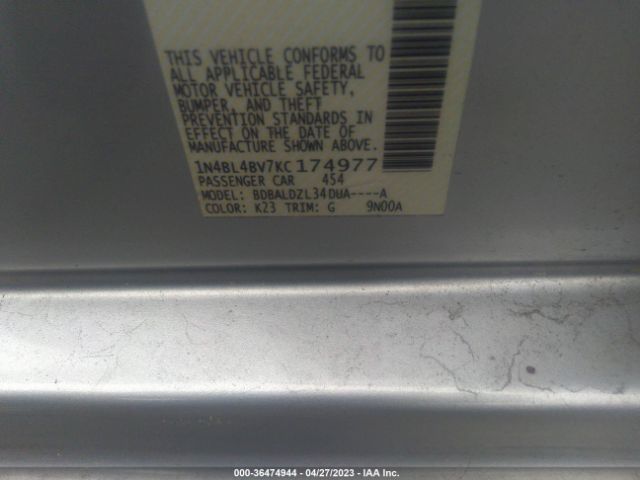 THIS VEHICLE CONFORMS TO
ALL APPLICABLE FEDERAL
MOTOR VEHICLE SAFETY,
BUMPER, AND THEFT
PREVENTION STANDARDS IN
EFFECT ON THE DATE OF
MANUFACTURE SHOWN ABOVE.
1N4BL4BV7KC174977
PASSENGER CAR 454
MODEL: BDBALDZL34DUA----A
COLOR: K23 TRIM: G 9N00A
000-36474944 - 04/27/2023 - IAA Inc.